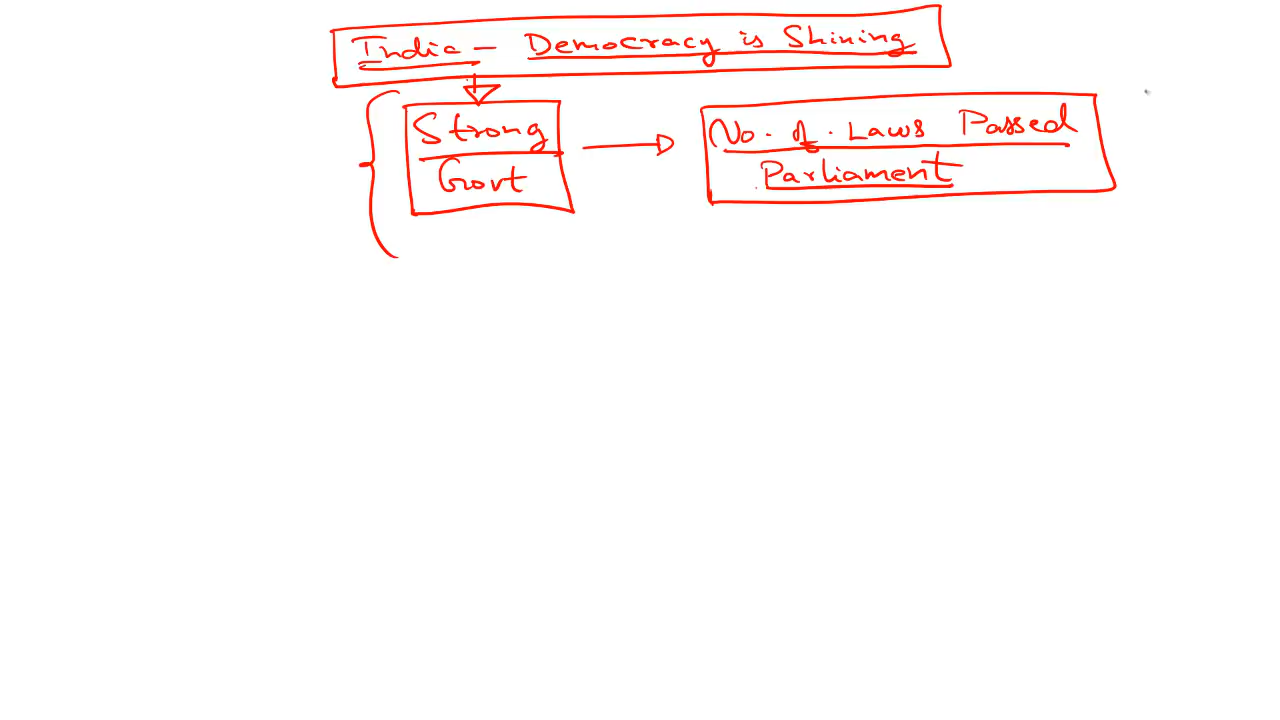 India - Democracy is Shining
Strong
Govt
No. of. Laws Passed
Parliament